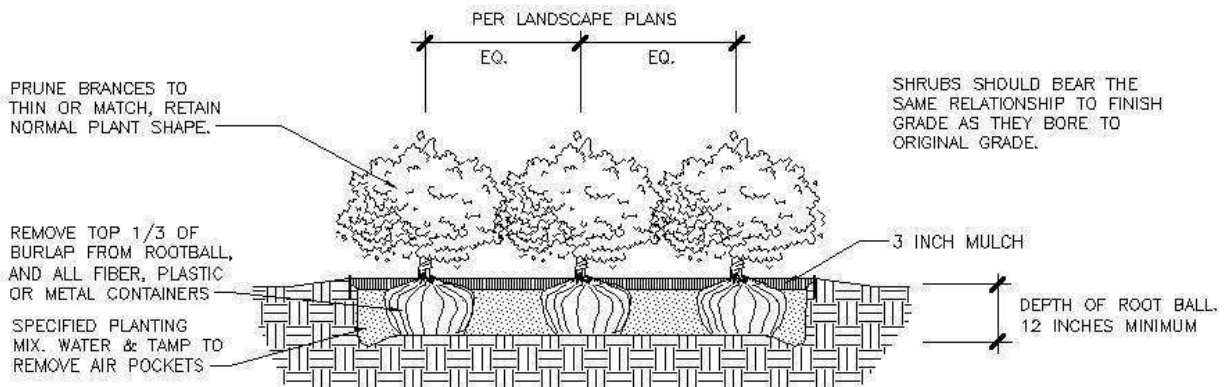 PER LANDSCAPE PLANS
EQ.
EQ.
PRUNE BRANCES TO
THIN OR MATCH, RETAIN
NORMAL PLANT SHAPE.
SHRUBS SHOULD BEAR THE
SAME RELATIONSHIP TO FINISH
GRADE AS THEY BORE TO
ORIGINAL GRADE.
REMOVE TOP 1/3 OF
BURLAP FROM ROOTBALL,
AND ALL FIBER, PLASTIC
OR METAL CONTAINERS
3 INCH MULCH
SPECIFIED PLANTING
MIX. WATER & TAMP TO
REMOVE AIR POCKETS
DEPTH OF ROOT BALL.
12 INCHES MINIMUM